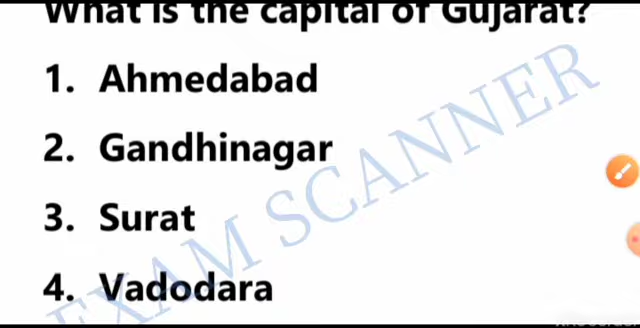 What is the capital of Gujarat?
1. Ahmedabad
2. Gandhinagar
3. Surat
4. Vadodara
EXAM SCANNER